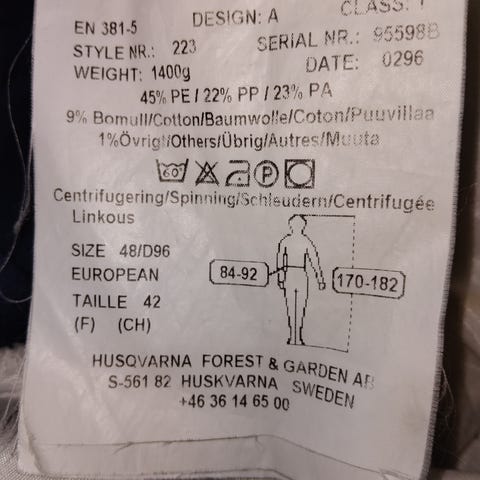 EN 381-5 DESIGN: A CLASS: 1
STYLE NR.: 223 SERIAL NR.: 95598B
WEIGHT: 1400g DATE: 0296
45% PE / 22% PP / 23% PA
9% Bomull/Cotton/Baumwolle/Coton/Puuvillaa
1%Övrigt/Others/Übrig/Autres/Muuta
60 P
Centrifugering/Spinning/Schleudern/Centrifugée
Linkous
SIZE 48/D96
EUROPEAN
TAILLE 42
(F) (CH)
84-92
170-182
HUSQVARNA FOREST & GARDEN AB
S-561 82 HUSKVARNA SWEDEN
+46 36 14 65 00